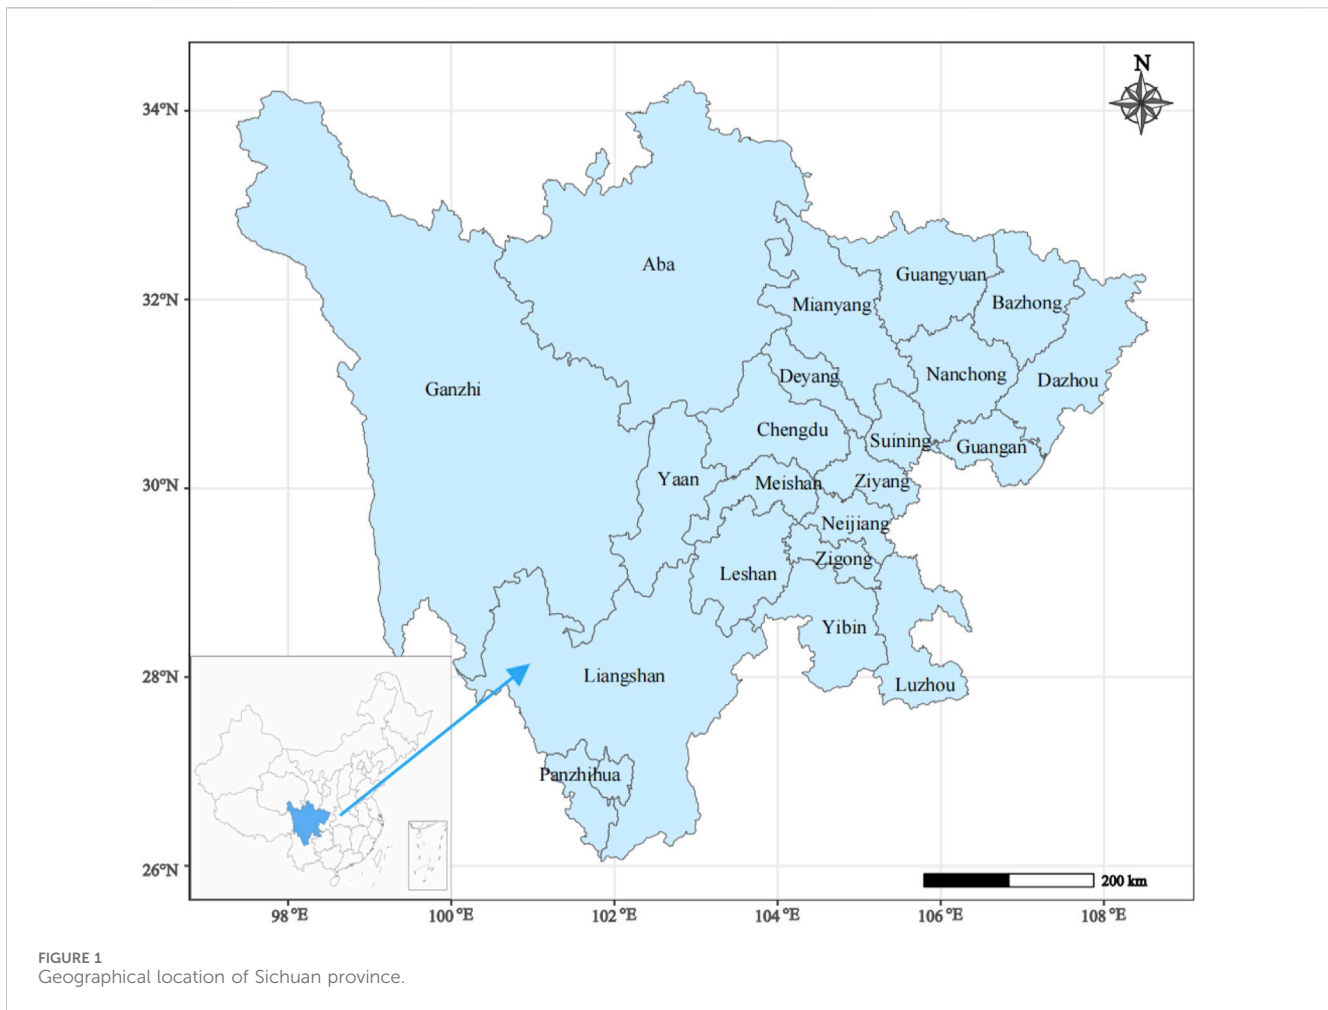 N
34°N
32°N
30°N
28°N
26°N
Aba
Guangyuan
Mianyang
Bazhong
Deyang
Nanchong
Dazhou
Ganzhi
Chengdu
Suining
Guangan
Yaan
Meishan
Ziyang
Neijiang
Zigong
Leshan
Yibin
Liangshan
Luzhou
Panzhihua
200 km
98°E
100°E
102°E
104°E
106°E
108°E
FIGURE 1
Geographical location of Sichuan province.